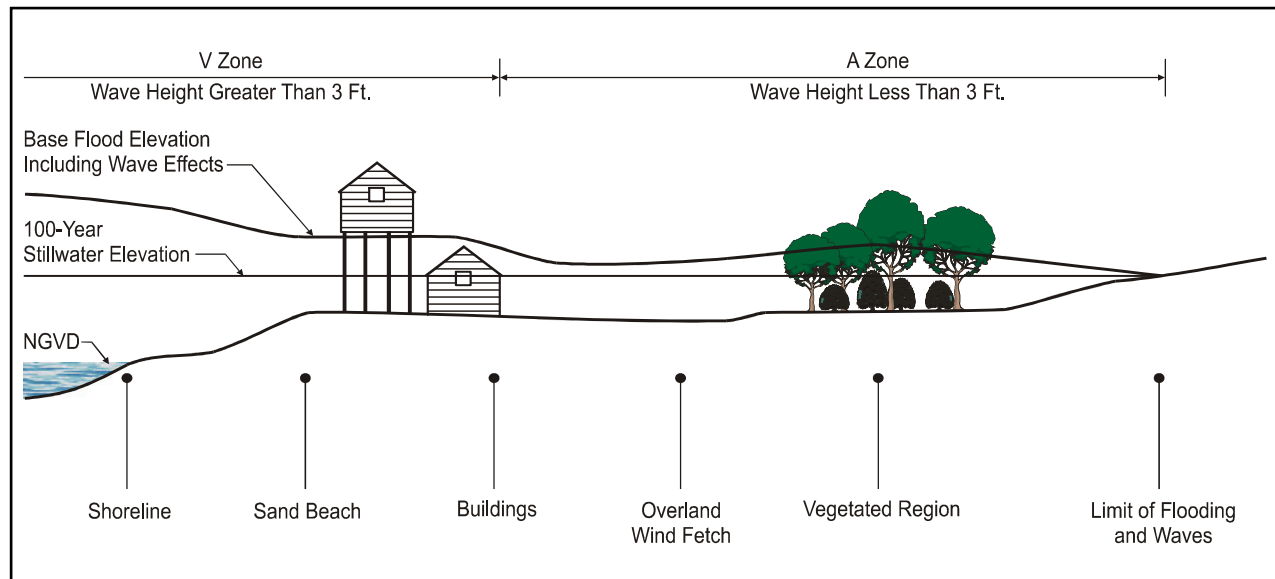 V Zone
Wave Height Greater Than 3 Ft.
A Zone
Wave Height Less Than 3 Ft.
Base Flood Elevation
Including Wave Effects
100-Year
Stillwater Elevation
NGVD
Shoreline
Sand Beach
Buildings
Overland
Wind Fetch
Vegetated Region
Limit of Flooding
and Waves